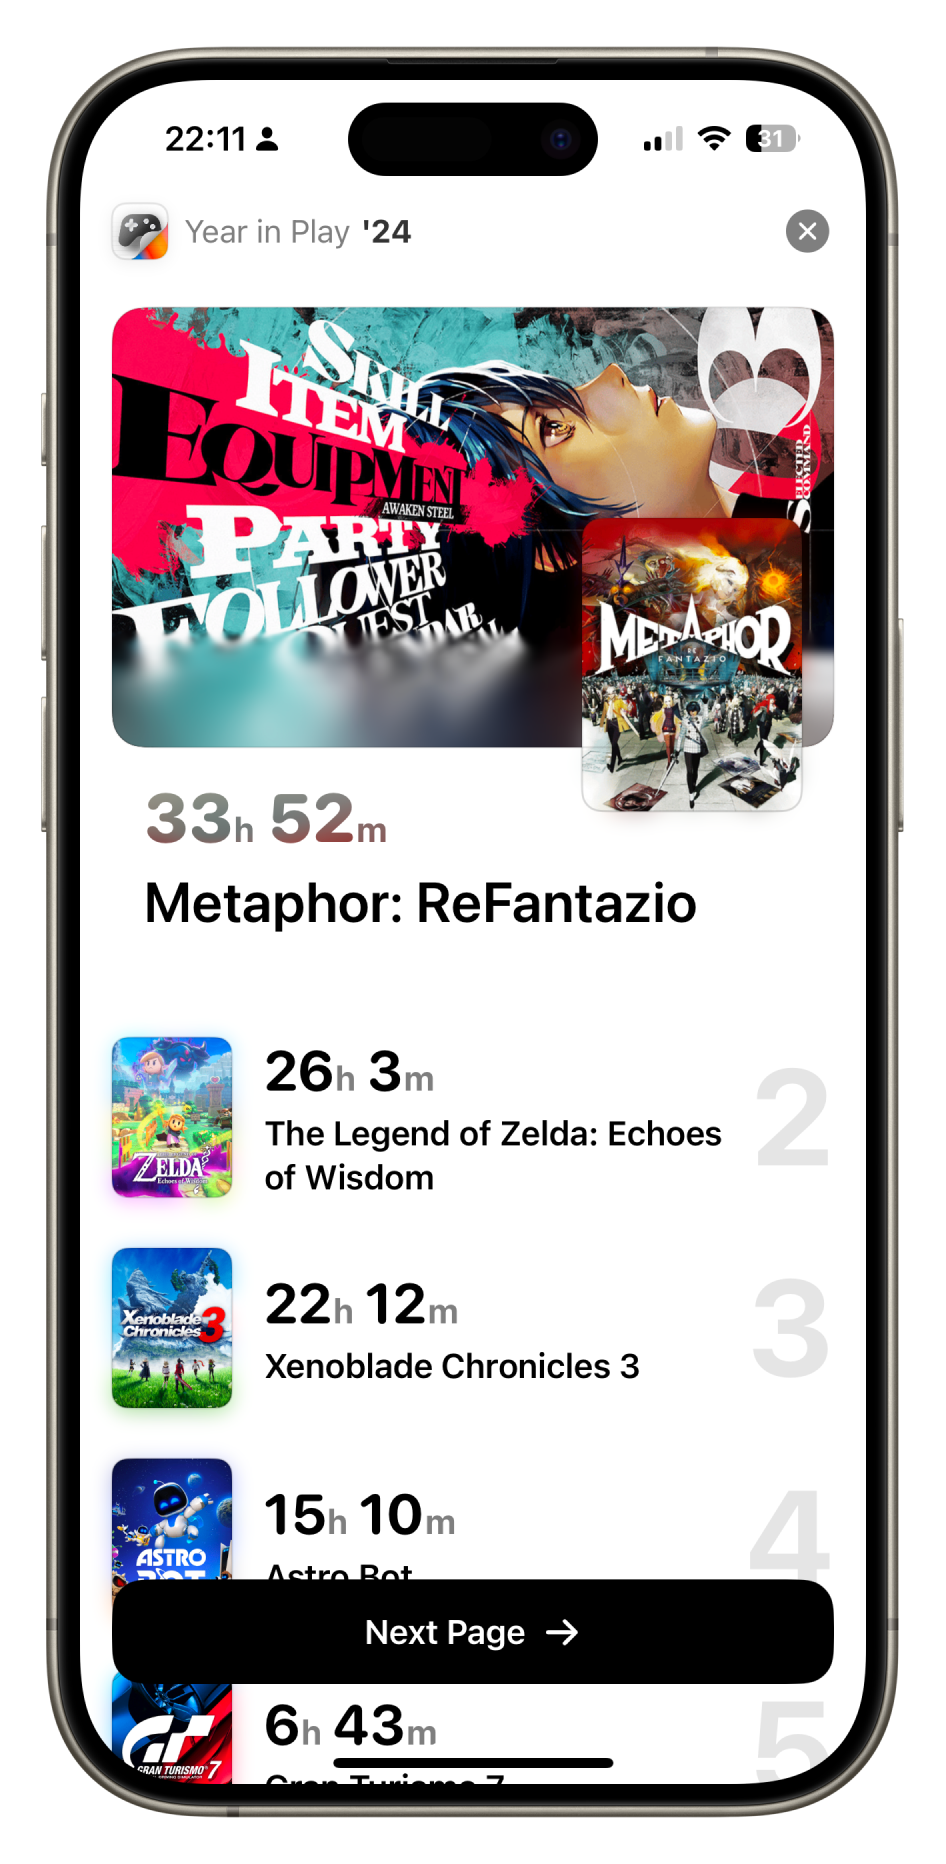 22:11
31
Year in Play '24
SKILL
ITEM
EQUIPMENT
AWAKEN STEEL
PARTY
FOLLOWER
QUEST
SELECTED
COMMAND
METAPHOR
RE
FANTAZIO
33h 52m
Metaphor: ReFantazio
ZELDA
Echoes of Wisdom
26h 3m
The Legend of Zelda: Echoes
of Wisdom
2
Xenoblade
Chronicles 3
22h 12m
Xenoblade Chronicles 3
3
ASTRO
BOT
15h 10m
Astro Bot
4
Next Page →
GT
GRAN TURISMO 7
6h 43m
Gran Turismo 7
5